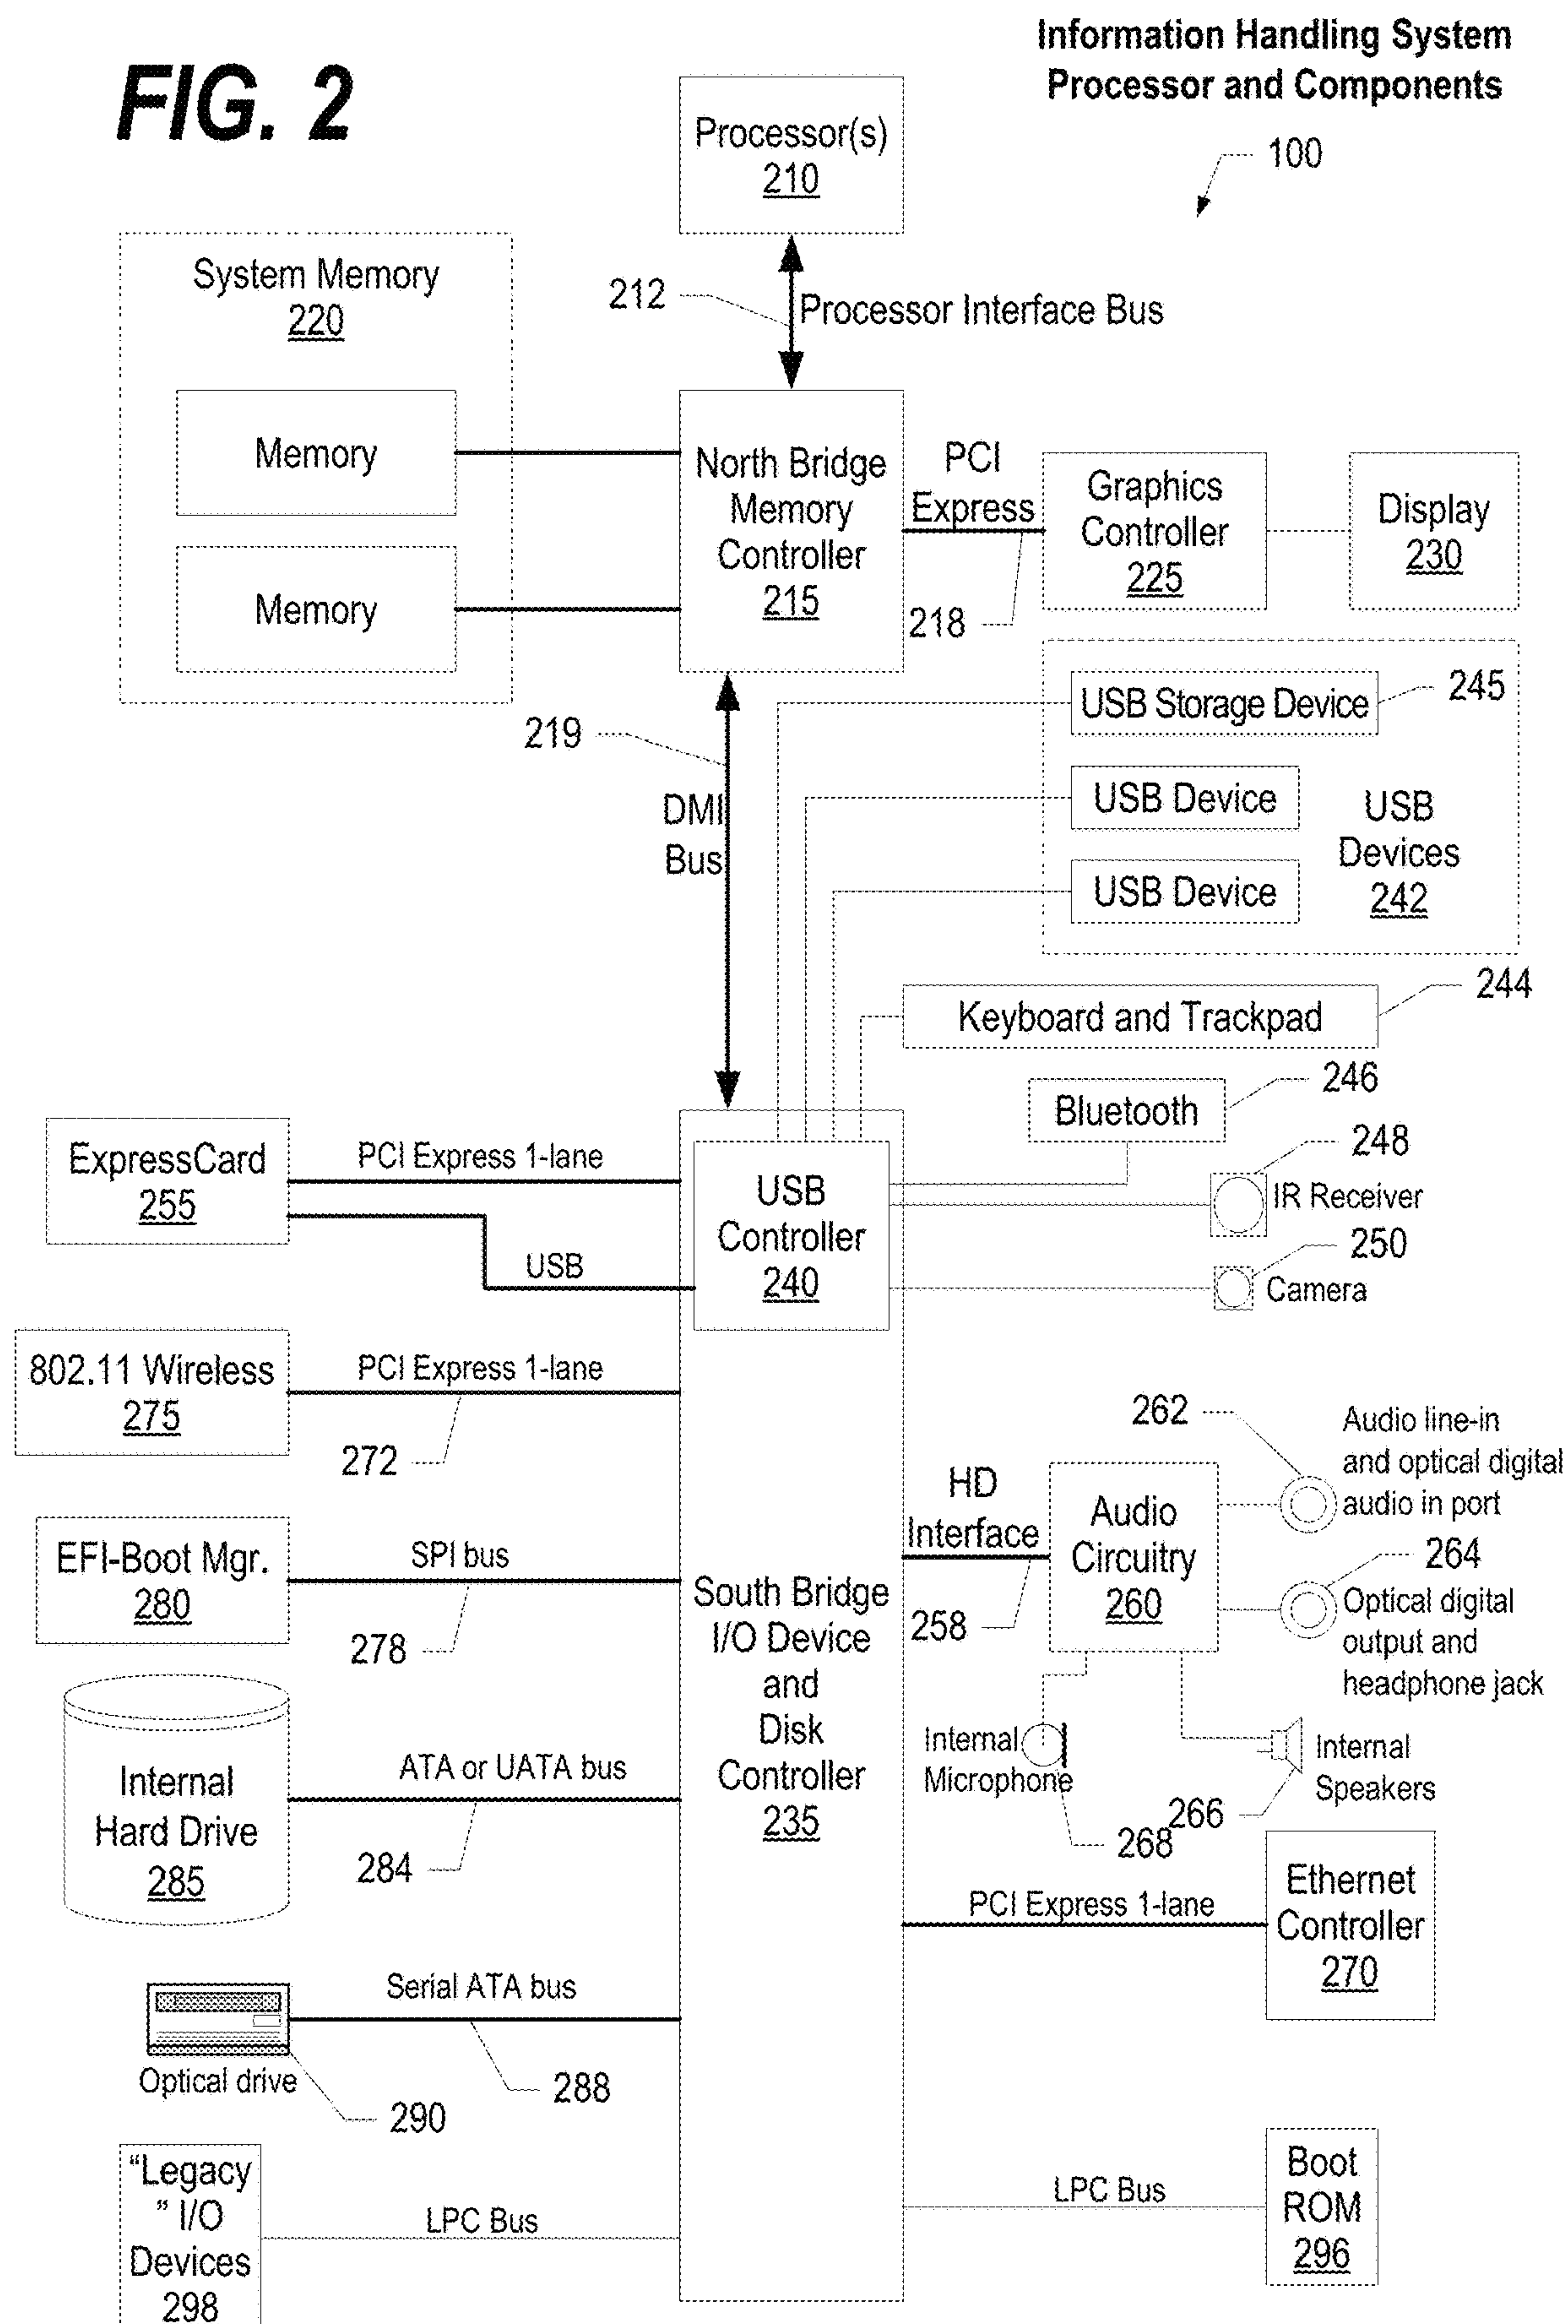 FIG. 2
Information Handling System
Processor and Components
100
Processor(s)
210
212
Processor Interface Bus
System Memory
220
Memory
Memory
North Bridge
Memory
Controller
215
PCI
Express
218
Graphics
Controller
225
Display
230
219
DMI
Bus
USB Storage Device
245
USB Device
USB Device
USB
Devices
242
Keyboard and Trackpad
244
Bluetooth
246
248
IR Receiver
250
Camera
ExpressCard
255
PCI Express 1-lane
USB
USB
Controller
240
802.11 Wireless
275
PCI Express 1-lane
272
EFI-Boot Mgr.
280
SPI bus
278
South Bridge
I/O Device
and
Disk
Controller
235
HD
Interface
258
Audio
Circuitry
260
262
Audio line-in
and optical digital
audio in port
264
Optical digital
output and
headphone jack
Internal
Microphone
268
266
Internal
Speakers
Internal
Hard Drive
285
ATA or UATA bus
284
PCI Express 1-lane
Ethernet
Controller
270
Serial ATA bus
288
Optical drive
290
“Legacy
” I/O
Devices
298
LPC Bus
LPC Bus
Boot
ROM
296